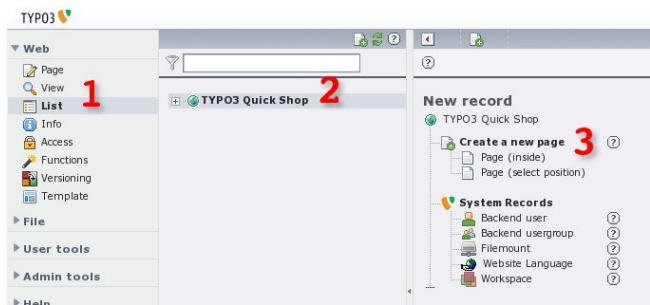 TYPO3
Web
Page
View
List
Info
Access
Functions
Versioning
Template
File
User tools
Admin tools
Help
1
TYPO3 Quick Shop
2
New record
TYPO3 Quick Shop
Create a new page
3
Page (inside)
Page (select position)
System Records
Backend user
Backend usergroup
Filemount
Website Language
Workspace